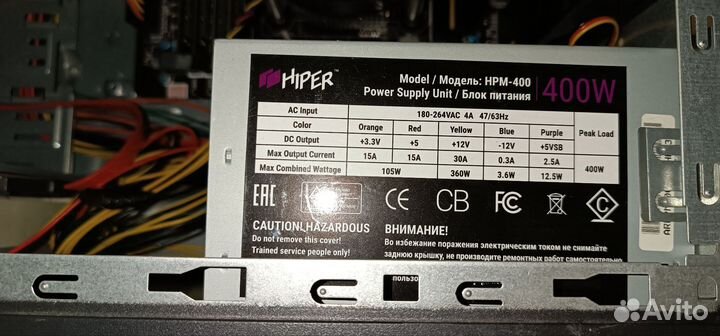 HIPER™
Model / Модель: HPM-400
Power Supply Unit / Блок питания
400W
AC Input 180-264VAC 4A 47/63Hz Peak Load
Color Orange Red Yellow Blue Purple
DC Output +3.3V +5 +12V -12V +5VSB
Max Output Current 15A 15A 30A 0.3A 2.5A 400W
Max Combined Wattage 105W 360W 3.6W 12.5W
EAC CE CB FC C
CAUTION! HAZARDOUS
Do not remove this cover!
Trained service people only!
ВНИМАНИЕ!
Во избежание поражения электрическим током не снимайте
заднюю крышку, не производите ремонтных работ самостоятельно
пользо
Avito